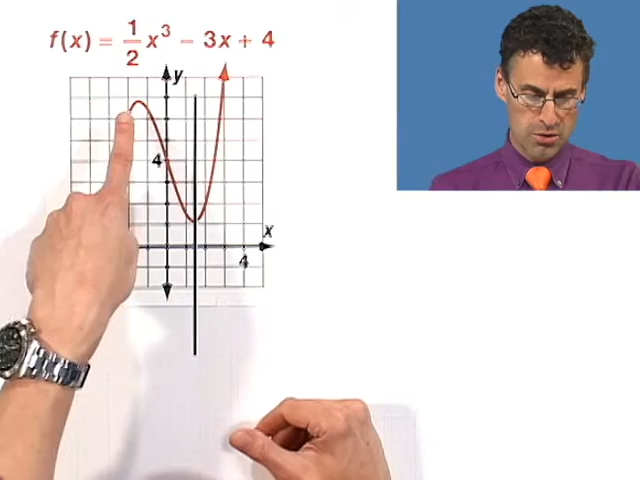 f(x) = 1/2 x³ − 3x + 4
y
4
x
4